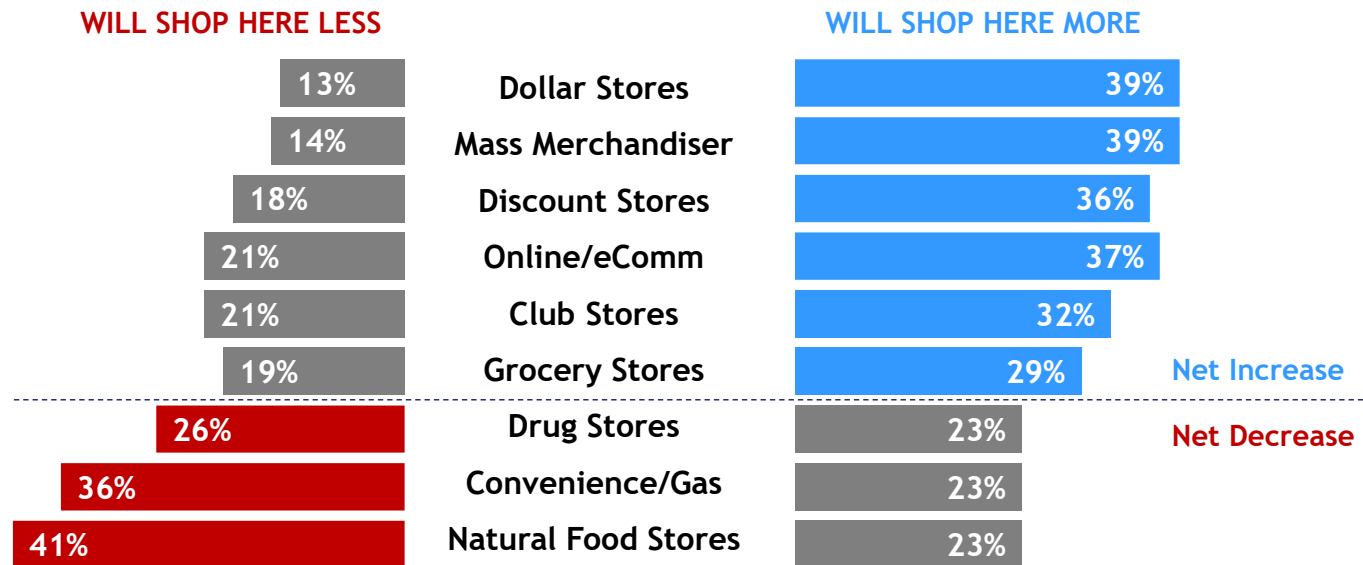 WILL SHOP HERE LESS WILL SHOP HERE MORE
13% Dollar Stores 39%
14% Mass Merchandiser 39%
18% Discount Stores 36%
21% Online/eComm 37%
21% Club Stores 32%
19% Grocery Stores 29% Net Increase
26% Drug Stores 23% Net Decrease
36% Convenience/Gas 23%
41% Natural Food Stores 23%